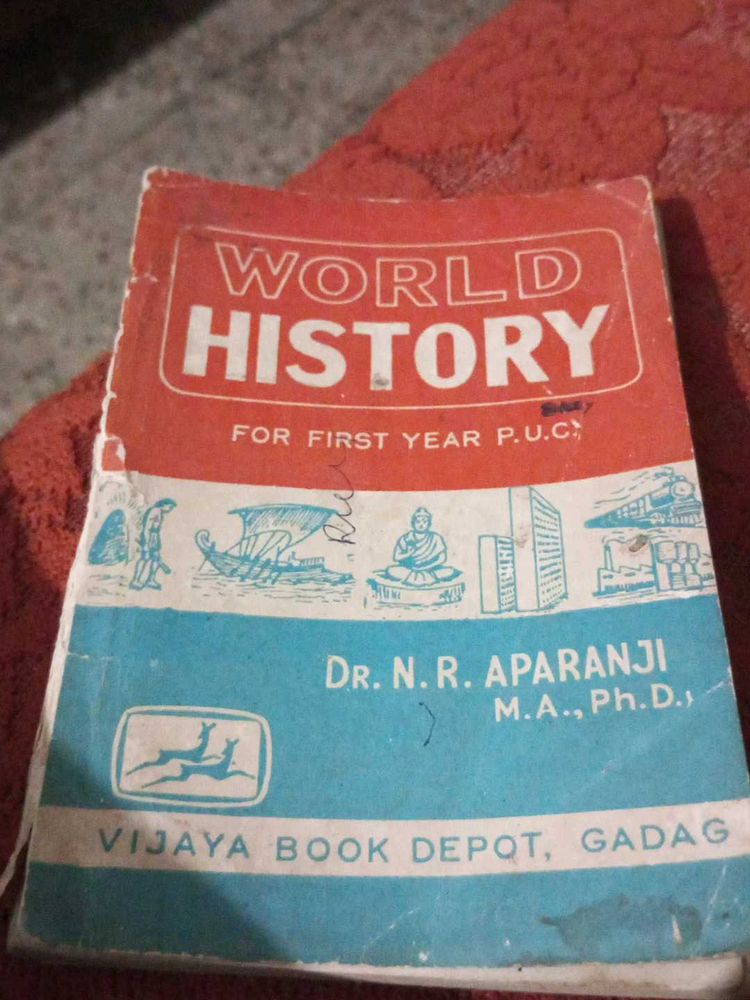 WORLD
HISTORY
FOR FIRST YEAR P.U.C.
DR. N. R. APARANJI
M.A., Ph.D.,
VIJAYA BOOK DEPOT, GADAG